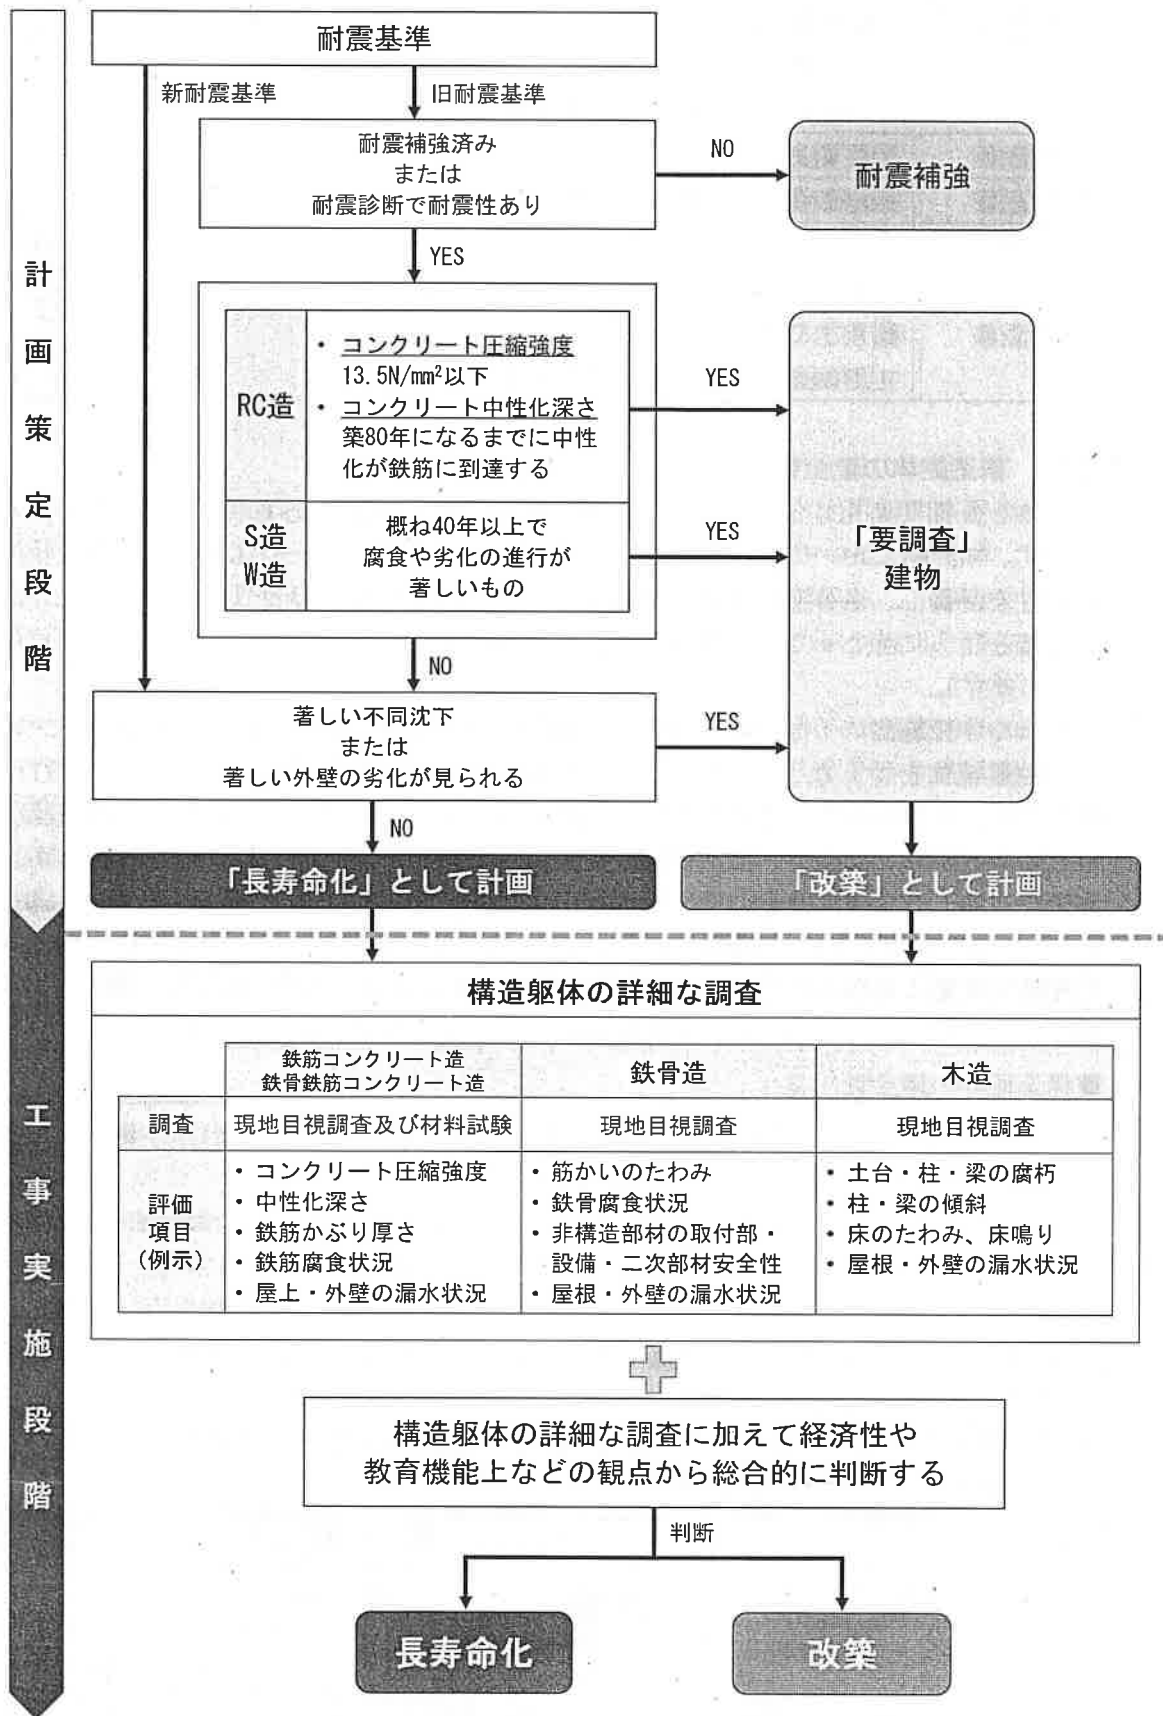 耐震基準
新耐震基準
旧耐震基準
耐震補強済み
または
耐震診断で耐震性あり
NO
耐震補強
YES
計画策定段階
RC造
・コンクリート圧縮強度
13.5N/mm²以下
・コンクリート中性化深さ
築80年になるまでに中性
化が鉄筋に到達する
YES
S造
W造
概ね40年以上で
腐食や劣化の進行が
著しいもの
YES
「要調査」
建物
NO
著しい不同沈下
または
著しい外壁の劣化が見られる
YES
NO
「長寿命化」として計画
「改築」として計画
工事実施段階
構造躯体の詳細な調査
鉄筋コンクリート造
鉄骨鉄筋コンクリート造
鉄骨造
木造
調査
現地目視調査及び材料試験
現地目視調査
現地目視調査
評価
項目
(例示)
・コンクリート圧縮強度
・中性化深さ
・鉄筋かぶり厚さ
・鉄筋腐食状況
・屋上・外壁の漏水状況
・筋かいのたわみ
・鉄骨腐食状況
・非構造部材の取付部・
設備・二次部材安全性
・屋根・外壁の漏水状況
・土台・柱・梁の腐朽
・柱・梁の傾斜
・床のたわみ、床鳴り
・屋根・外壁の漏水状況
構造躯体の詳細な調査に加えて経済性や
教育機能上などの観点から総合的に判断する
判断
長寿命化
改築